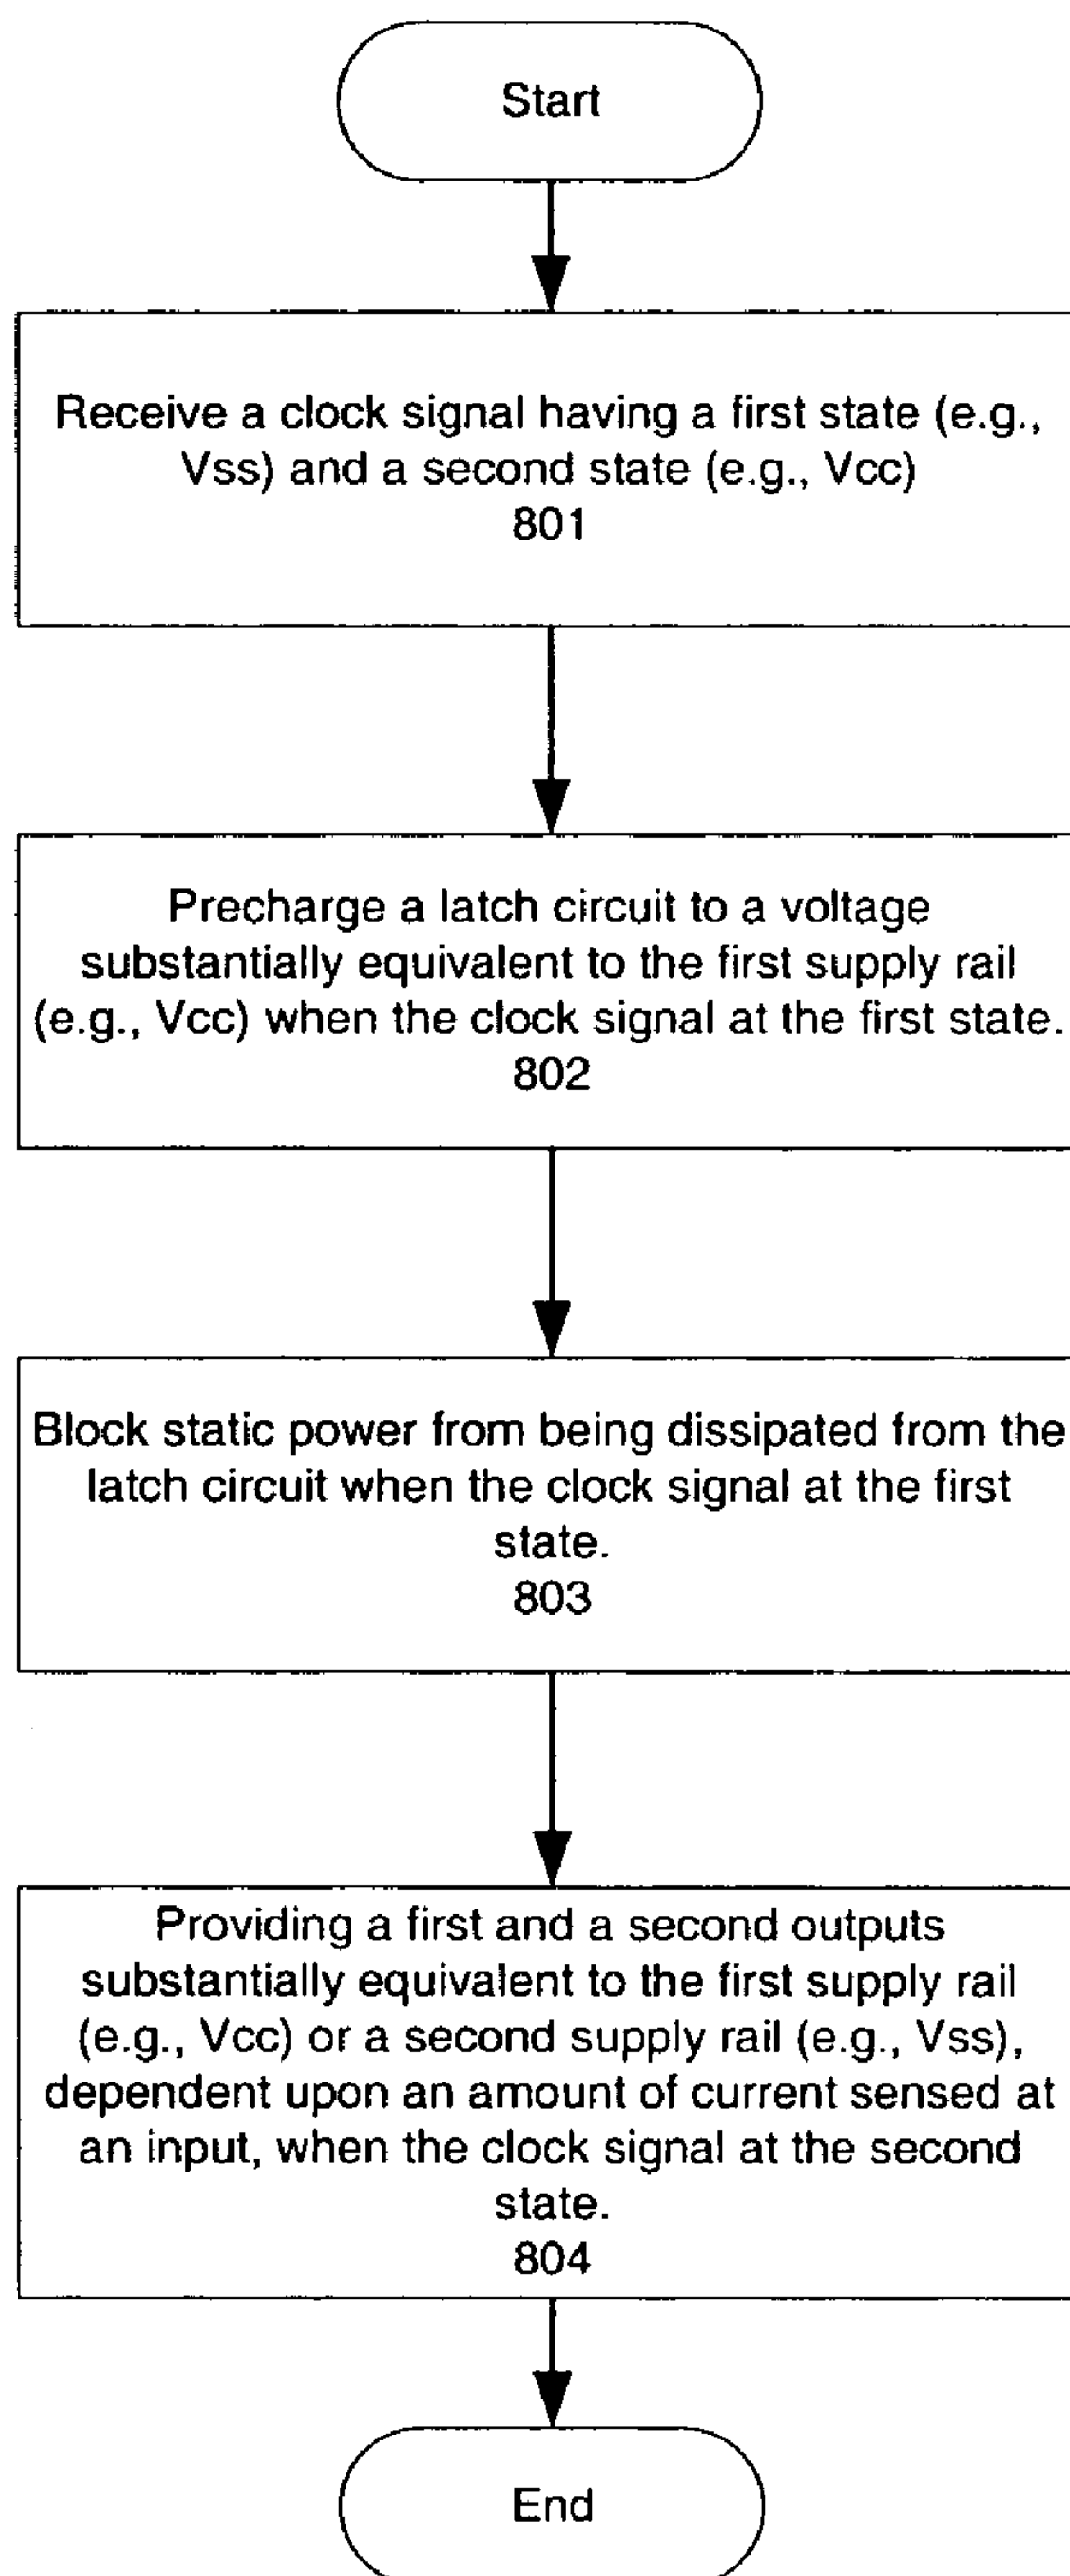 Start
Receive a clock signal having a first state (e.g.,
Vss) and a second state (e.g., Vcc)
801
Precharge a latch circuit to a voltage
substantially equivalent to the first supply rail
(e.g., Vcc) when the clock signal at the first state.
802
Block static power from being dissipated from the
latch circuit when the clock signal at the first
state.
803
Providing a first and a second outputs
substantially equivalent to the first supply rail
(e.g., Vcc) or a second supply rail (e.g., Vss),
dependent upon an amount of current sensed at
an input, when the clock signal at the second
state.
804
End